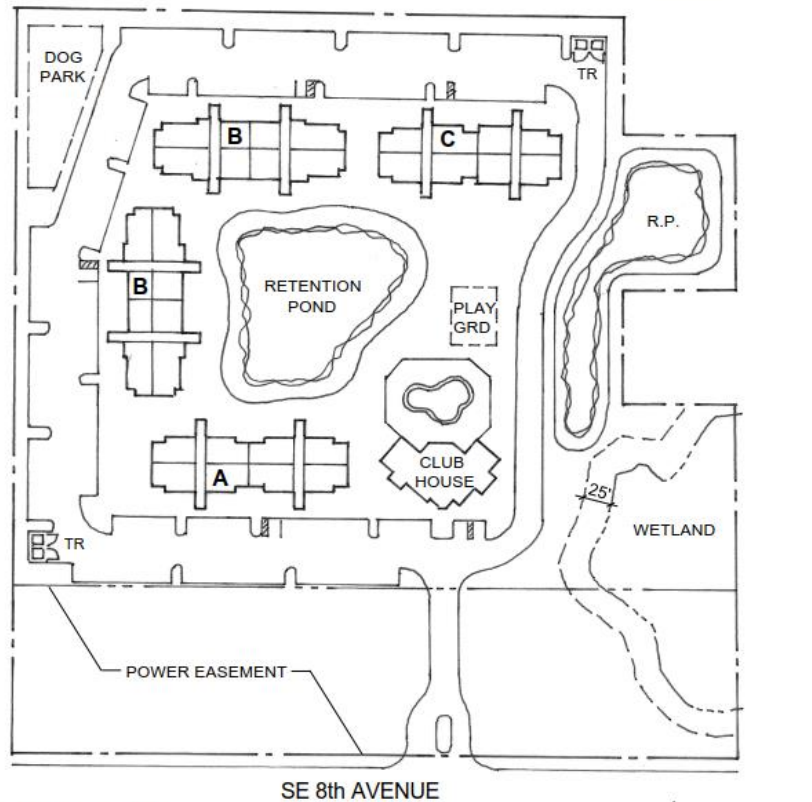 DOG
PARK
TR
B
C
R.P.
B
RETENTION
POND
PLAY
GRD
A
CLUB
HOUSE
25'
WETLAND
TR
POWER EASEMENT
SE 8th AVENUE